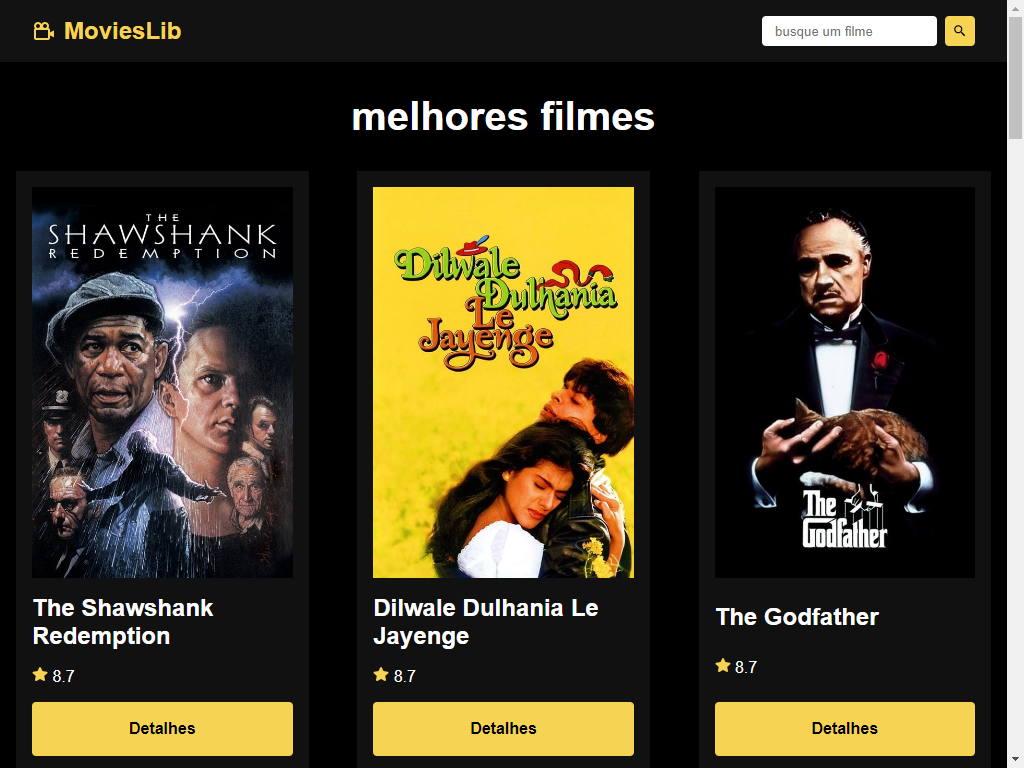 MoviesLib
busque um filme
melhores filmes
THE
SHAWSHANK
REDEMPTION
Dilwale
Dulhania
Le
Jayenge
The
Godfather
The Shawshank
Redemption
Dilwale Dulhania Le
Jayenge
The Godfather
8.7
8.7
8.7
Detalhes
Detalhes
Detalhes